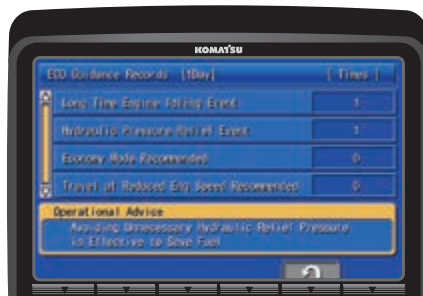 KOMATSU
ECO Guidance Records [1Day] [ Times ]
Long Time Engine Idling Event 1
Hydraulic Pressure Relief Event 1
Economy Mode Recommended 0
Travel at Reduced Eng Speed Recommended 0
Operational Advice
Avoiding Unnecessary Hydraulic Relief Pressure
is Effective to Save Fuel